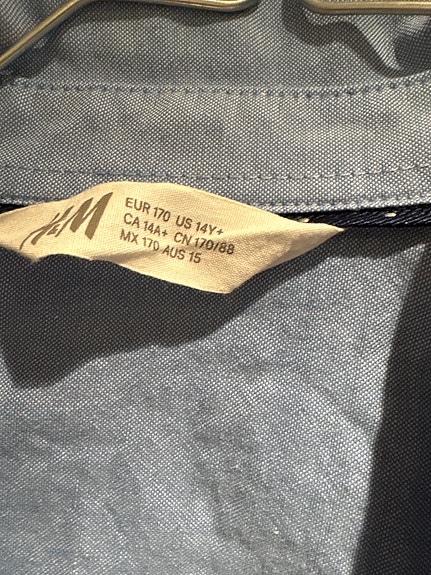 H&M
EUR 170 US 14Y+
CA 14A+ CN 170/88
MX 170 AUS 15